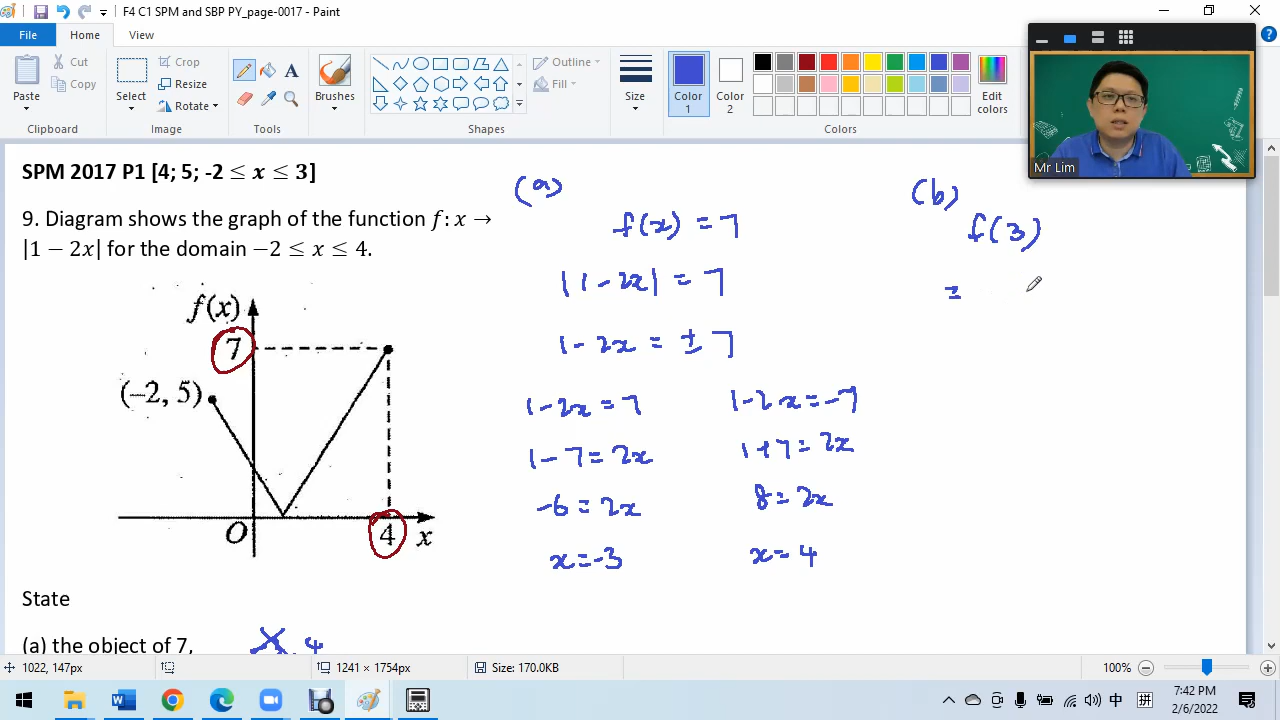 F4 C1 SPM and SBP PY_page-0017 - Paint
File Home View
Paste Cut Copy Clipboard
Select Crop Resize Rotate Image
A Tools
Brushes
Shapes Outline Fill
Size
Color 1 Color 2 Edit colors Colors
Mr Lim
SPM 2017 P1 [4; 5; -2 ≤ x ≤ 3]
9. Diagram shows the graph of the function f: x →
|1 − 2x| for the domain −2 ≤ x ≤ 4.
f(x)
7
(−2, 5)
O
4
x
State
(a) the object of 7,
X 4
(a)
f(x) = 7
|1 - 2x| = 7
1 - 2x = ± 7
1 - 2x = 7
1 - 7 = 2x
-6 = 2x
x = -3
1 - 2x = -7
1 + 7 = 2x
8 = 2x
x = 4
(b)
f(3)
=
1022, 147px
1241 × 1754px
Size: 170.0KB
100%
中 拼
7:42 PM
2/6/2022